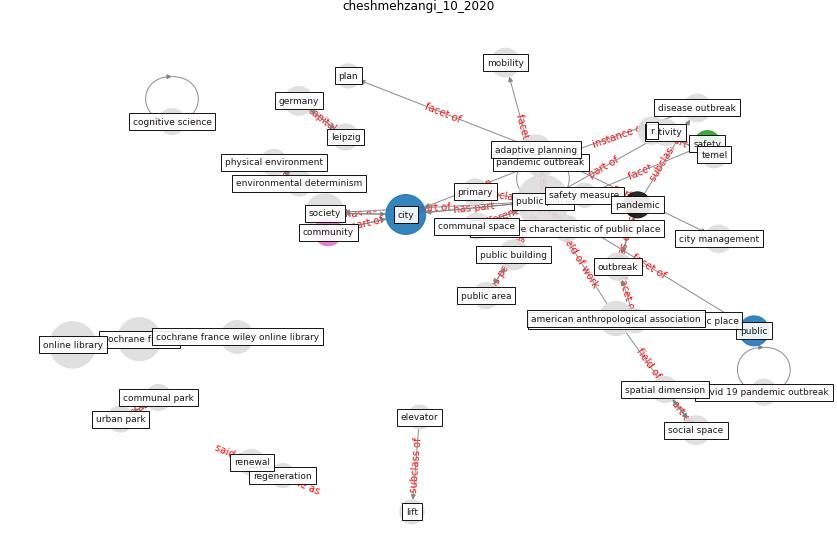 cheshmehzangi_10_2020
mobility
plan
facet of
germany
disease outbreak
capital
cognitive science
facet
leipzig
instance
r
tivity
safety
adaptive planning
temel
physical environment
pandemic outbreak
part of
subclas
environmental determinism
facet
primary
safety measure
public
pandemic
society
city
has part
community
part of
communal space
e characteristic of public place
city management
public building
outbreak
facet of
field of work
public area
american anthropological association
c place
public
online library
cochrane f
cochrane france wiley online library
field of
spatial dimension
vid 19 pandemic outbreak
communal park
urban park
elevator
social space
said
renewal
subclass of
regeneration
as
lift